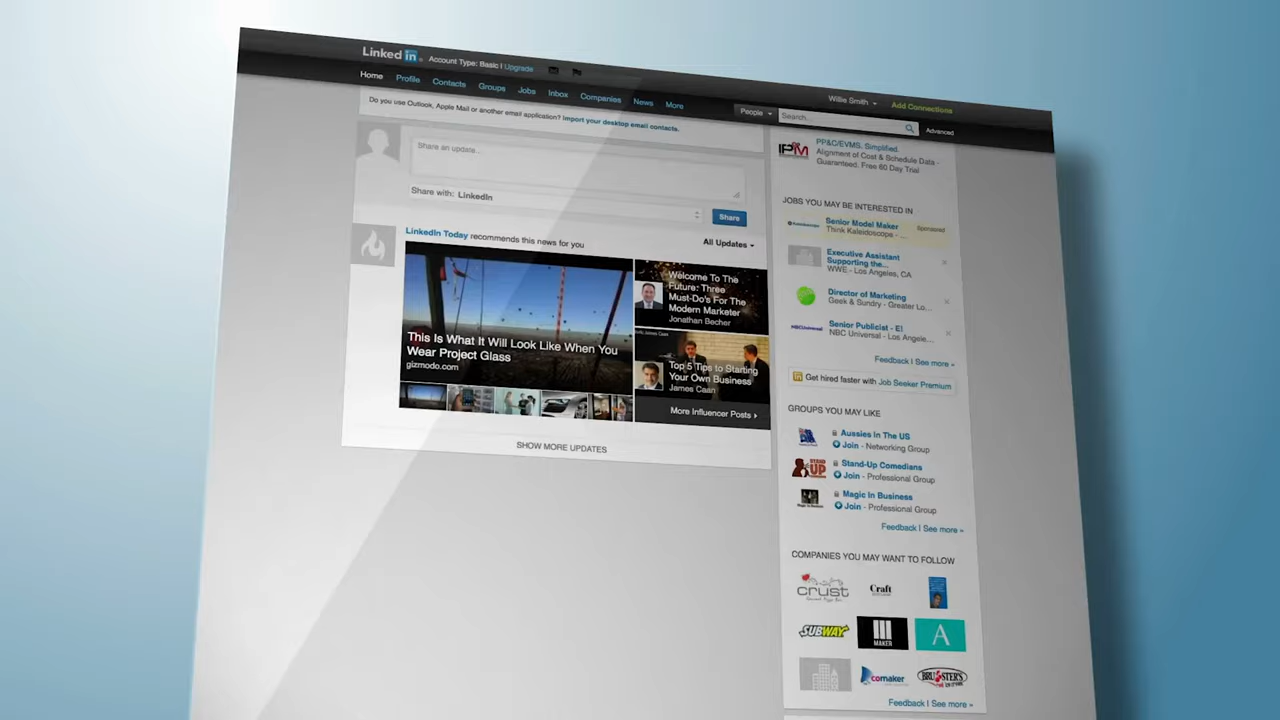 Linked in
Account Type: Basic | Upgrade
Home Profile Contacts Groups Jobs Inbox Companies News More
Willis Smith
Add Connections
People
Search...
Advanced
Do you use Outlook, Apple Mail or another email application? Import your desktop email contacts.
Share an update...
Share with: LinkedIn
Share
LinkedIn Today recommends this news for you
All Updates
This Is What It Will Look Like When You
Wear Project Glass
gizmodo.com
Welcome To The
Future: Three
Must-Do's For The
Modern Marketer
Jonathan Becher
Top 5 Tips to Starting
Your Own Business
James Caan
More Influencer Posts
SHOW MORE UPDATES
IPM
PP&C/EVMS. Simplified.
Alignment of Cost & Schedule Data -
Guaranteed. Free 60 Day Trial
JOBS YOU MAY BE INTERESTED IN
Senior Model Maker
Think Kaleidoscope - ...
Sponsored
Executive Assistant
Supporting the...
WWE - Los Angeles, CA
Director of Marketing
Geek & Sundry - Greater Lo...
NBCUniversal
Senior Publicist - E!
NBC Universal - Los Angele...
Feedback | See more »
in Get hired faster with Job Seeker Premium
GROUPS YOU MAY LIKE
Aussies In The US
Join - Networking Group
STAND UP
Stand-Up Comedians
Join - Professional Group
Magic In Business
Join - Professional Group
Feedback | See more »
COMPANIES YOU MAY WANT TO FOLLOW
crust
Craft
SUBWAY
MAKER
A
comaker
BRUSTER'S
Feedback | See more »